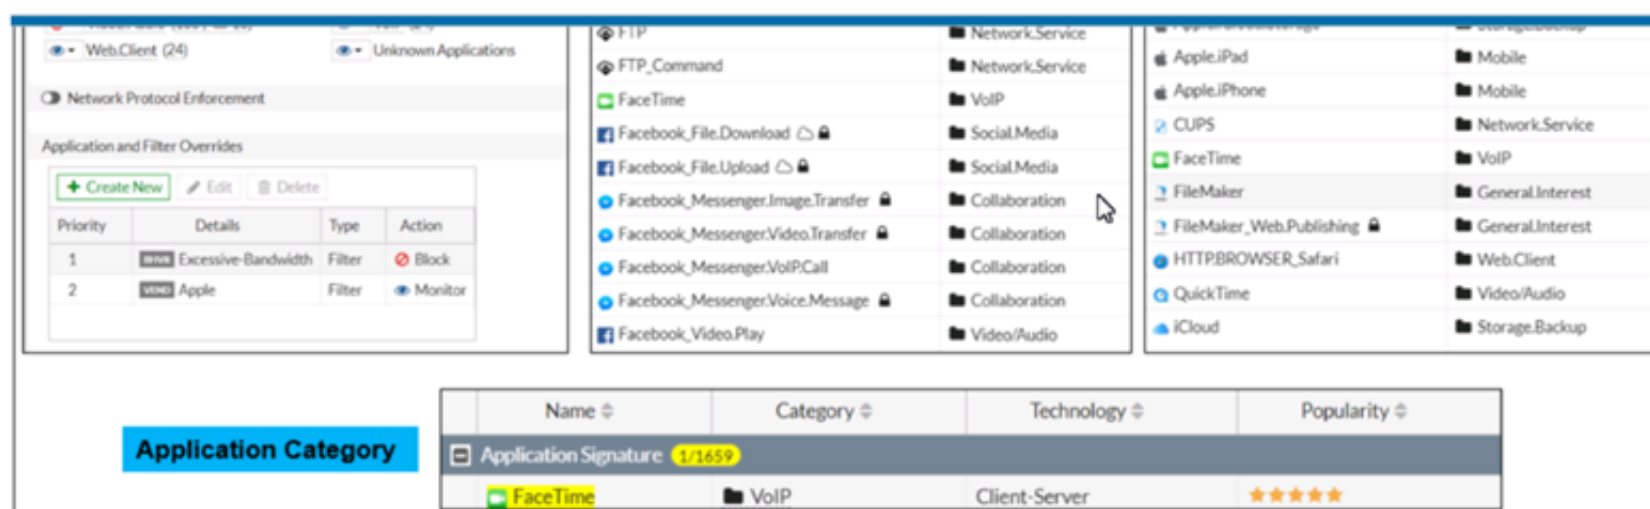 Web.Client (24)
Unknown Applications
Network Protocol Enforcement
Application and Filter Overrides
Create New Edit Delete
Priority Details Type Action
1 Excessive-Bandwidth Filter Block
2 Apple Filter Monitor
FTP Network.Service
FTP_Command Network.Service
FaceTime VoIP
Facebook_File.Download Social.Media
Facebook_File.Upload Social.Media
Facebook_Messenger.Image.Transfer Collaboration
Facebook_Messenger.Video.Transfer Collaboration
Facebook_Messenger.VoIP.Call Collaboration
Facebook_Messenger.Voice.Message Collaboration
Facebook_Video.Play Video/Audio
Apple.iPad Mobile
Apple.iPhone Mobile
CUPS Network.Service
FaceTime VoIP
FileMaker General.Interest
FileMaker_Web.Publishing General.Interest
HTTP.BROWSER_Safari Web.Client
QuickTime Video/Audio
iCloud Storage.Backup
Application Category
Name Category Technology Popularity
Application Signature 1/1659
FaceTime VoIP Client-Server